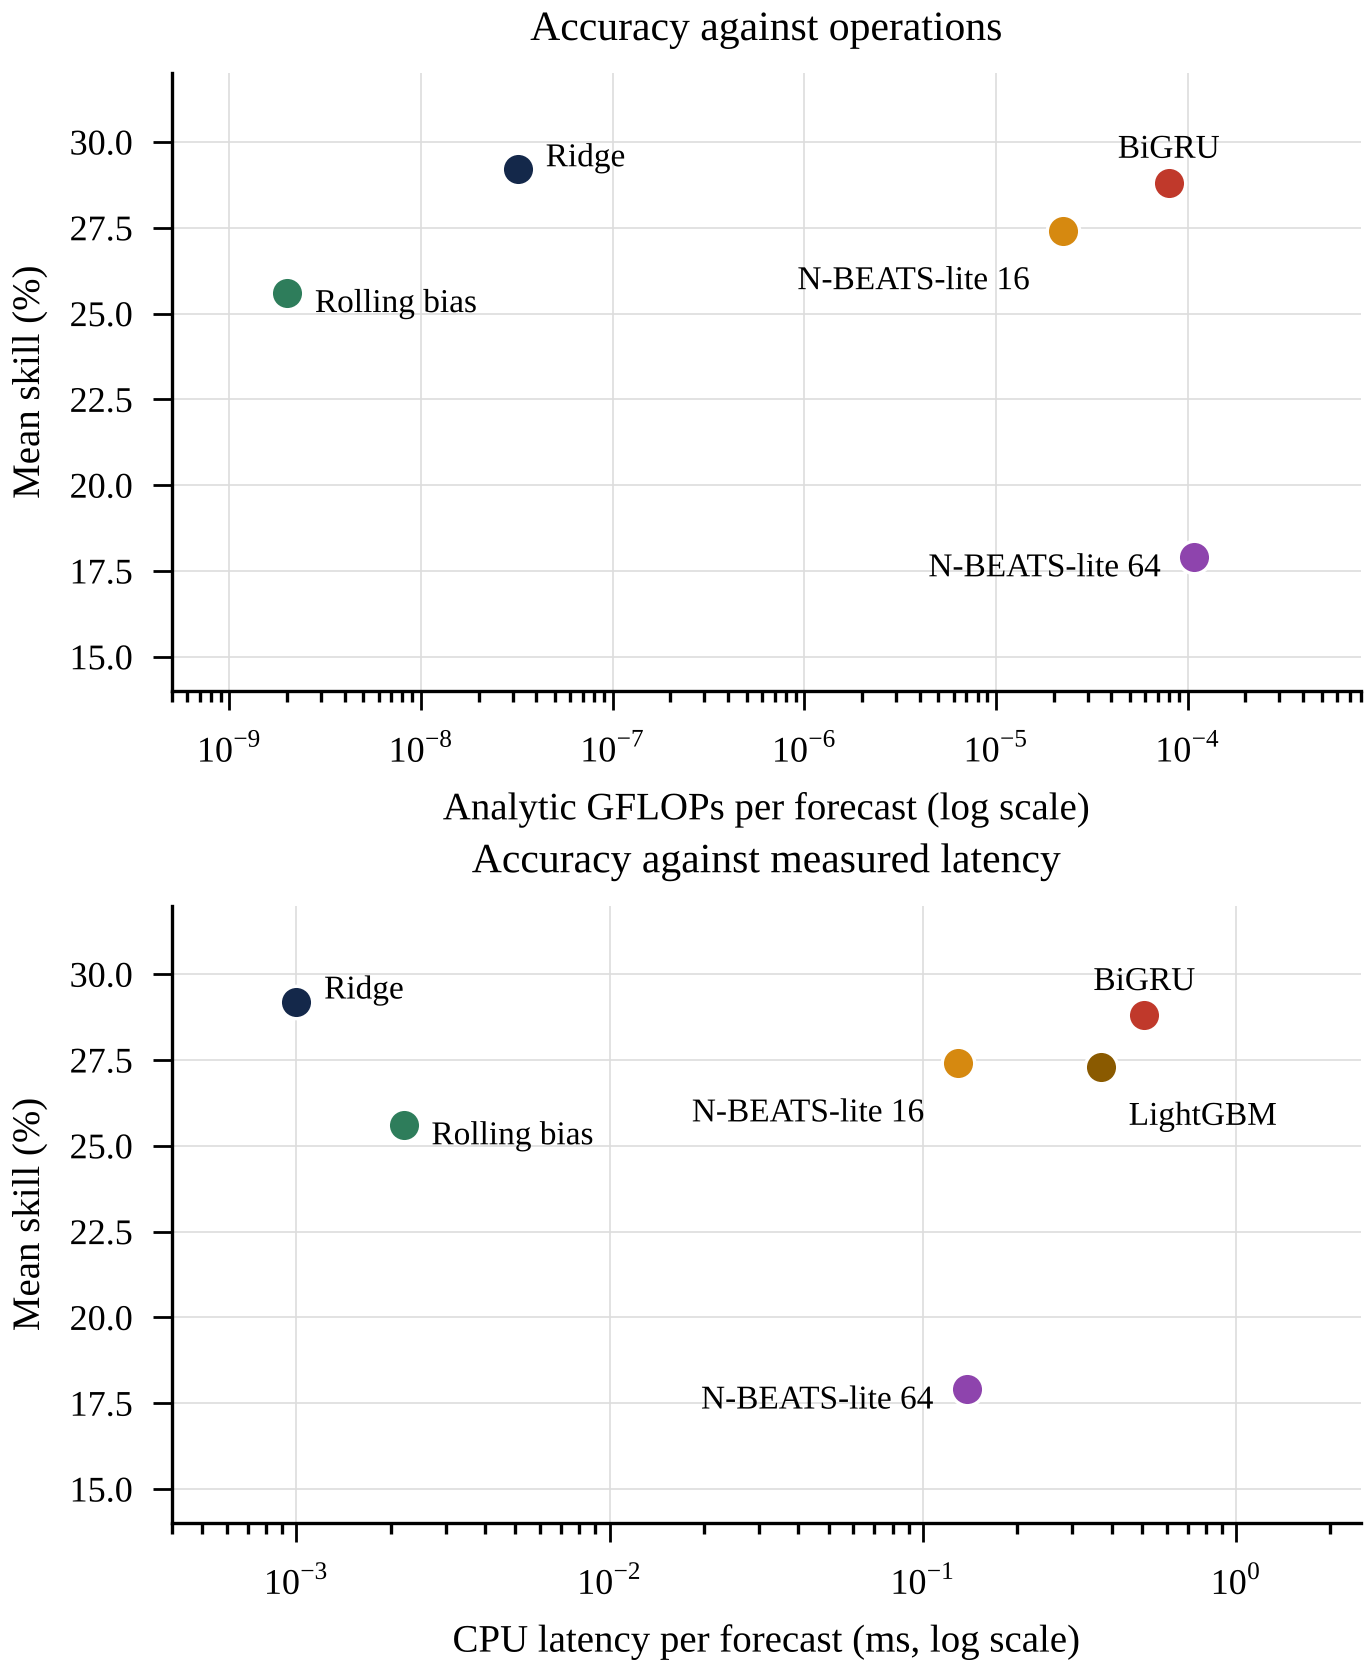 Accuracy against operations
Mean skill (%)
30.0
27.5
25.0
22.5
20.0
17.5
15.0
Ridge
BiGRU
N-BEATS-lite 16
Rolling bias
N-BEATS-lite 64
10⁻⁹ 10⁻⁸ 10⁻⁷ 10⁻⁶ 10⁻⁵ 10⁻⁴
Analytic GFLOPs per forecast (log scale)
Accuracy against measured latency
Mean skill (%)
30.0
27.5
25.0
22.5
20.0
17.5
15.0
Ridge
BiGRU
N-BEATS-lite 16
LightGBM
Rolling bias
N-BEATS-lite 64
10⁻³ 10⁻² 10⁻¹ 10⁰
CPU latency per forecast (ms, log scale)